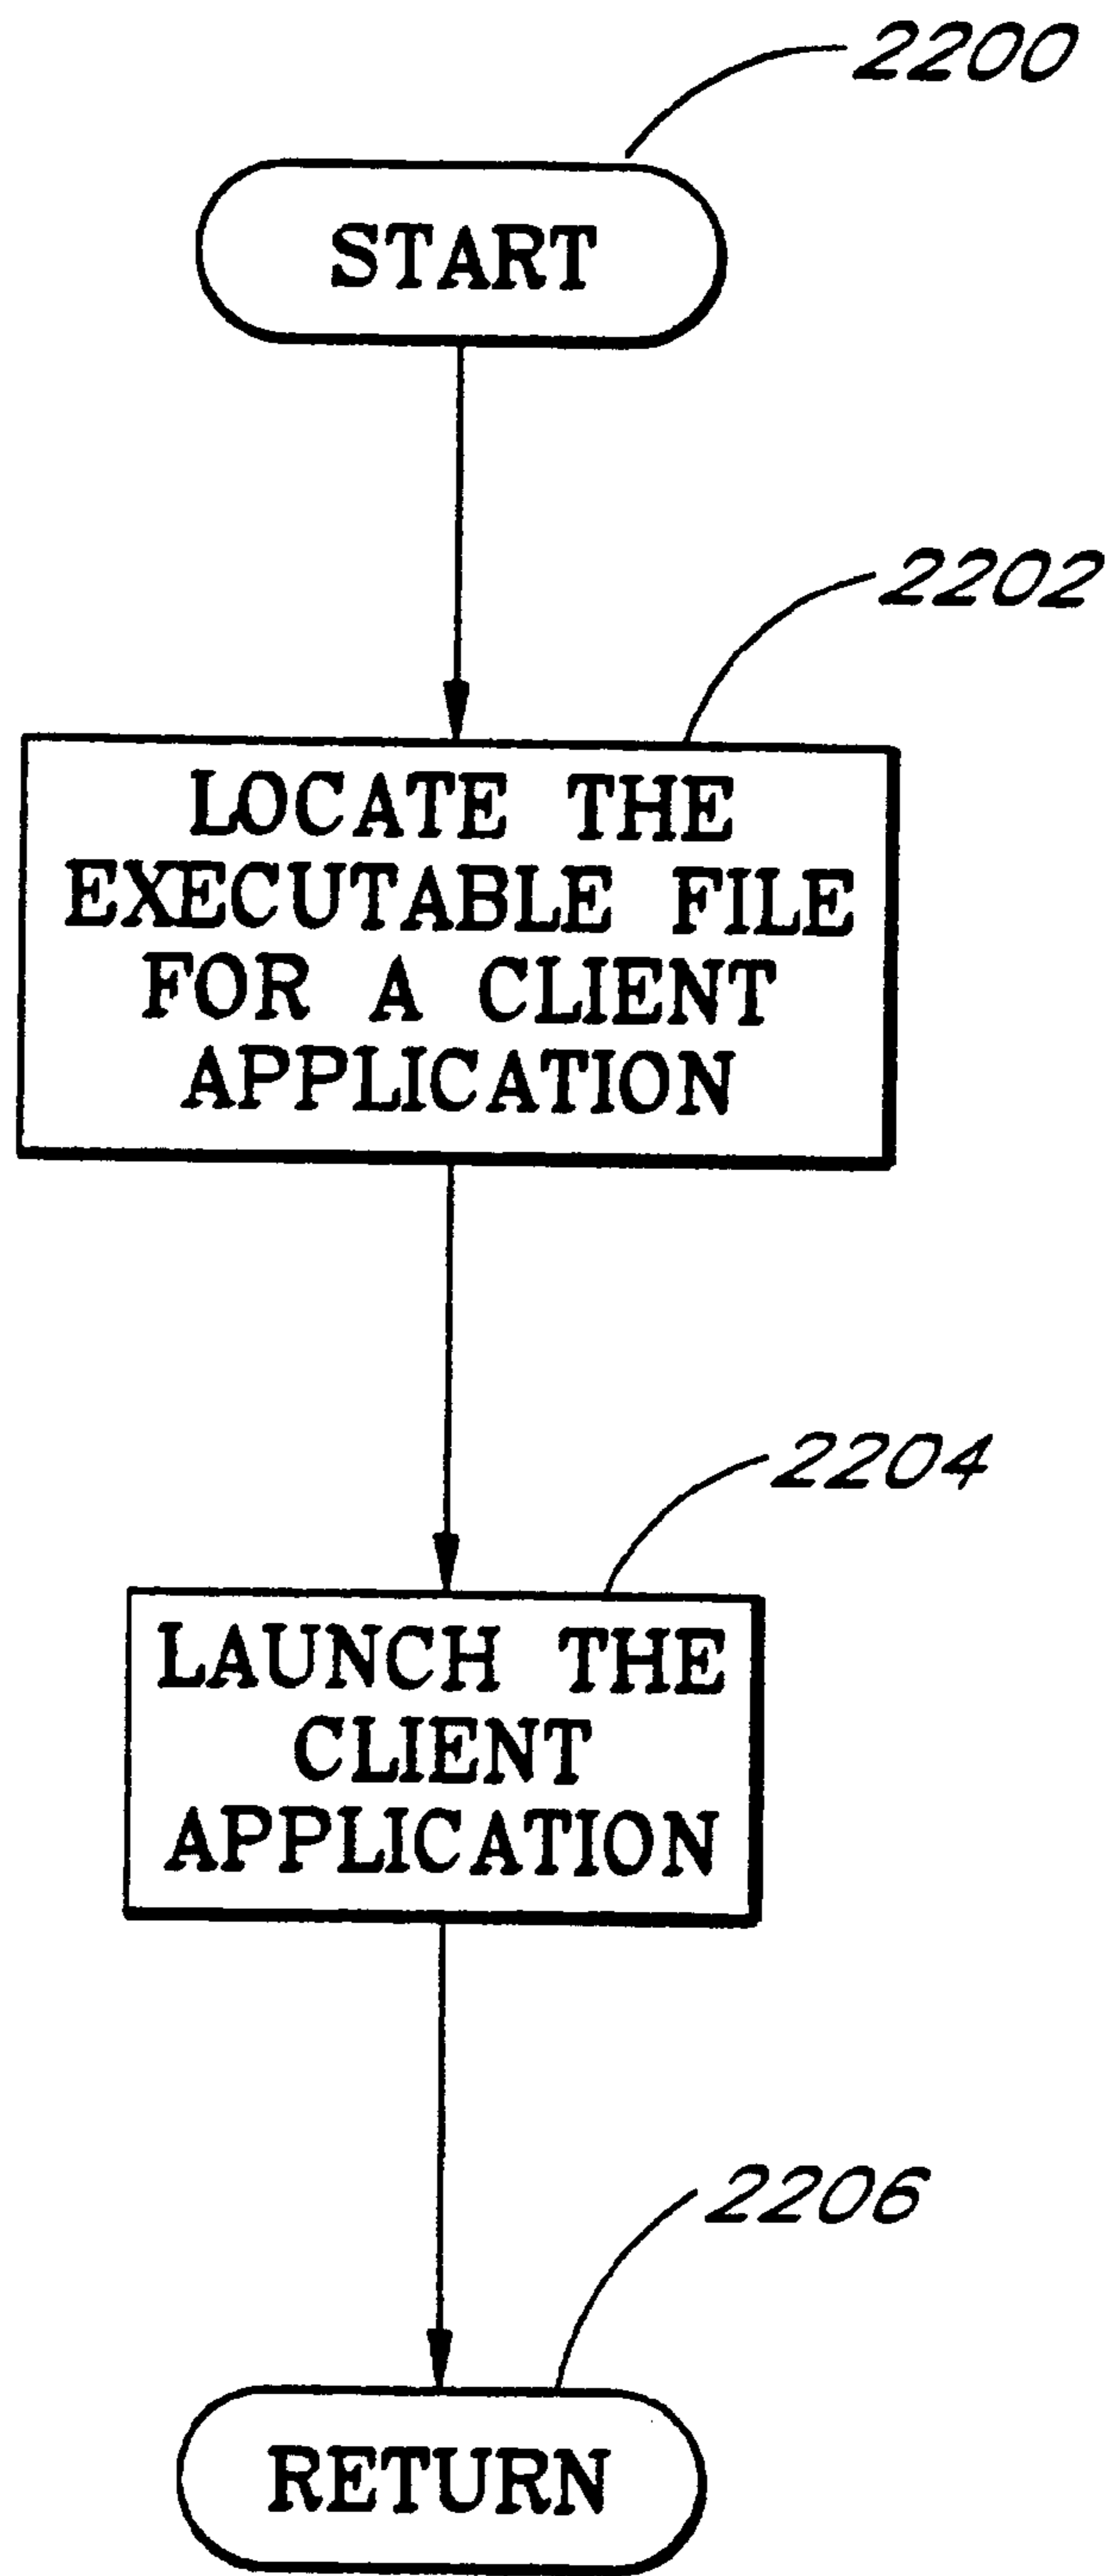 2200
START
2202
LOCATE THE
EXECUTABLE FILE
FOR A CLIENT
APPLICATION
2204
LAUNCH THE
CLIENT
APPLICATION
2206
RETURN